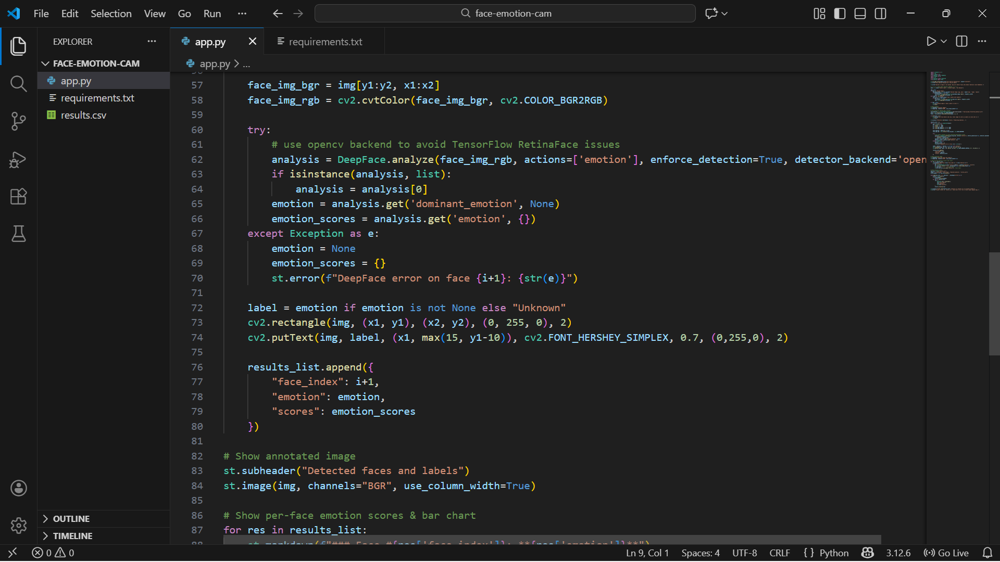 File Edit Selection View Go Run ... face-emotion-cam
EXPLORER
FACE-EMOTION-CAM
app.py
requirements.txt
results.csv
OUTLINE
TIMELINE
app.py requirements.txt
app.py > ...
57 face_img_bgr = img[y1:y2, x1:x2]
58 face_img_rgb = cv2.cvtColor(face_img_bgr, cv2.COLOR_BGR2RGB)
59
60 try:
61 # use opencv backend to avoid TensorFlow RetinaFace issues
62 analysis = DeepFace.analyze(face_img_rgb, actions=['emotion'], enforce_detection=True, detector_backend='open
63 if isinstance(analysis, list):
64 analysis = analysis[0]
65 emotion = analysis.get('dominant_emotion', None)
66 emotion_scores = analysis.get('emotion', {})
67 except Exception as e:
68 emotion = None
69 emotion_scores = {}
70 st.error(f"DeepFace error on face {i+1}: {str(e)}")
71
72 label = emotion if emotion is not None else "Unknown"
73 cv2.rectangle(img, (x1, y1), (x2, y2), (0, 255, 0), 2)
74 cv2.putText(img, label, (x1, max(15, y1-10)), cv2.FONT_HERSHEY_SIMPLEX, 0.7, (0,255,0), 2)
75
76 results_list.append({
77 "face_index": i+1,
78 "emotion": emotion,
79 "scores": emotion_scores
80 })
81
82 # Show annotated image
83 st.subheader("Detected faces and labels")
84 st.image(img, channels="BGR", use_column_width=True)
85
86 # Show per-face emotion scores & bar chart
87 for res in results_list:
88 st.markdown(f"### Face #{res['face_index']}: **{res['emotion']}**")
0 0 Ln 9, Col 1 Spaces: 4 UTF-8 CRLF {} Python 3.12.6 Go Live